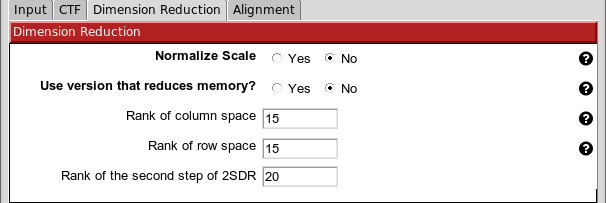 Input CTF Dimension Reduction Alignment
Dimension Reduction
Normalize Scale Yes No ?
Use version that reduces memory? Yes No ?
Rank of column space 15 ?
Rank of row space 15 ?
Rank of the second step of 2SDR 20